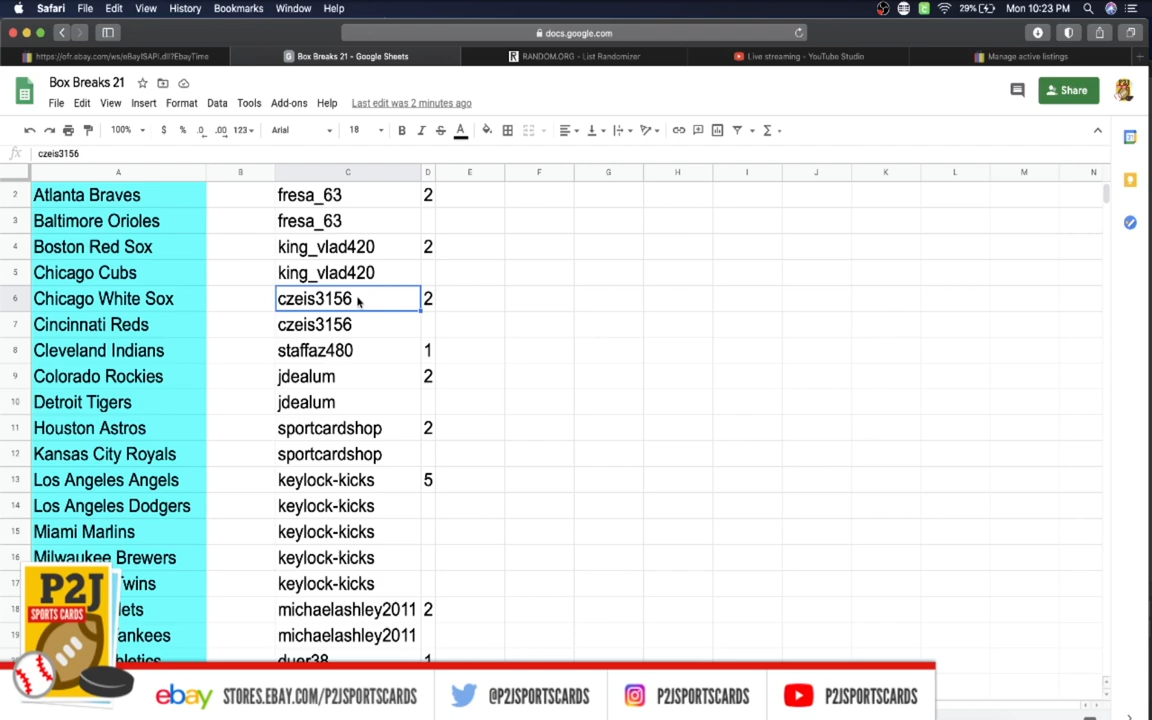 Safari File Edit View History Bookmarks Window Help 29% Mon 10:23 PM
docs.google.com
https://ofr.ebay.com/ws/eBayISAPI.dll?EbayTime Box Breaks 21 - Google Sheets RANDOM.ORG - List Randomizer Live streaming - YouTube Studio Manage active listings
Box Breaks 21
File Edit View Insert Format Data Tools Add-ons Help Last edit was 2 minutes ago Share
100% $ % .0 .00 123 Arial 18 B I S A
fx czeis3156
A B C D E F G H I J K L M N
2 Atlanta Braves fresa_63 2
3 Baltimore Orioles fresa_63
4 Boston Red Sox king_vlad420 2
5 Chicago Cubs king_vlad420
6 Chicago White Sox czeis3156 2
7 Cincinnati Reds czeis3156
8 Cleveland Indians staffaz480 1
9 Colorado Rockies jdealum 2
10 Detroit Tigers jdealum
11 Houston Astros sportcardshop 2
12 Kansas City Royals sportcardshop
13 Los Angeles Angels keylock-kicks 5
14 Los Angeles Dodgers keylock-kicks
15 Miami Marlins keylock-kicks
16 Milwaukee Brewers keylock-kicks
17 Twins keylock-kicks
18 lets michaelashley2011 2
19 ankees michaelashley2011
hletics duer38 1
P2J
SPORTS CARDS
ebay STORES.EBAY.COM/P2JSPORTSCARDS @P2JSPORTSCARDS P2JSPORTSCARDS P2JSPORTSCARDS